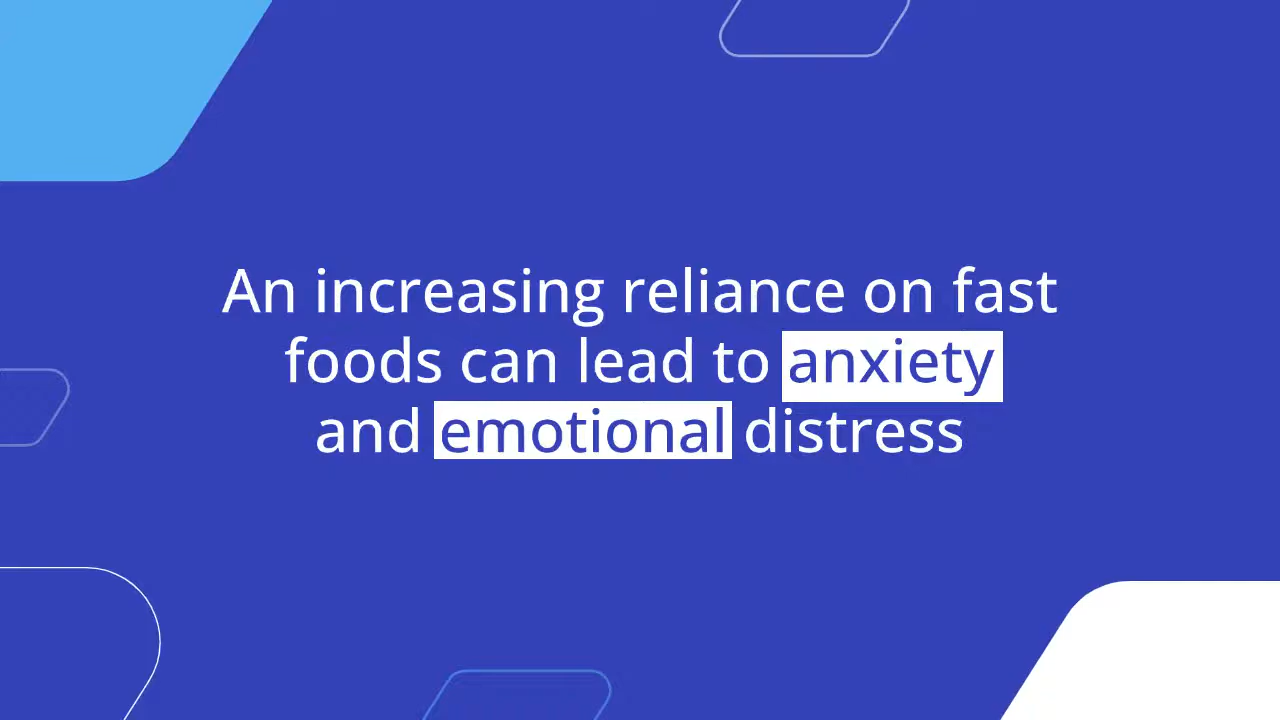 An increasing reliance on fast
foods can lead to anxiety
and emotional distress